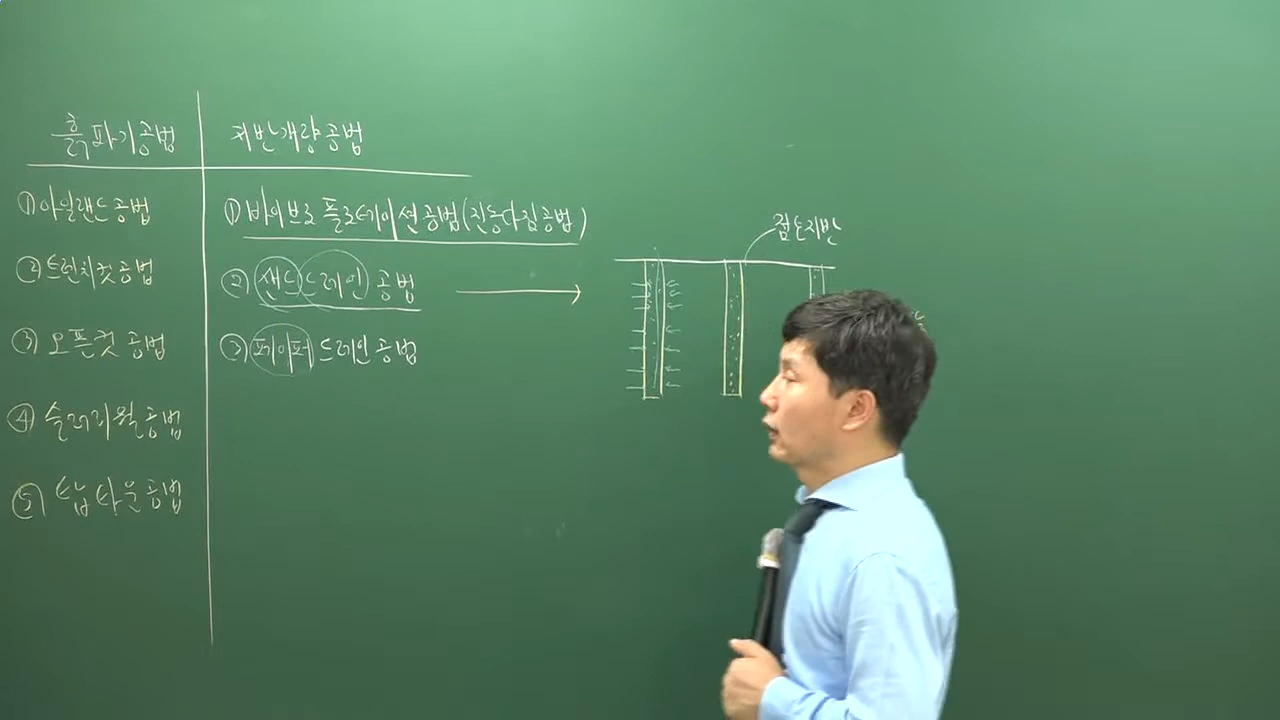 흙파기공법
지반개량공법
①아일랜드공법
②트렌치컷공법
③오픈컷공법
④슬러리월공법
⑤탑다운공법
①바이브로플로테이션공법(진동다짐공법)
②샌드드레인공법
③페이퍼드레인공법
점토지반